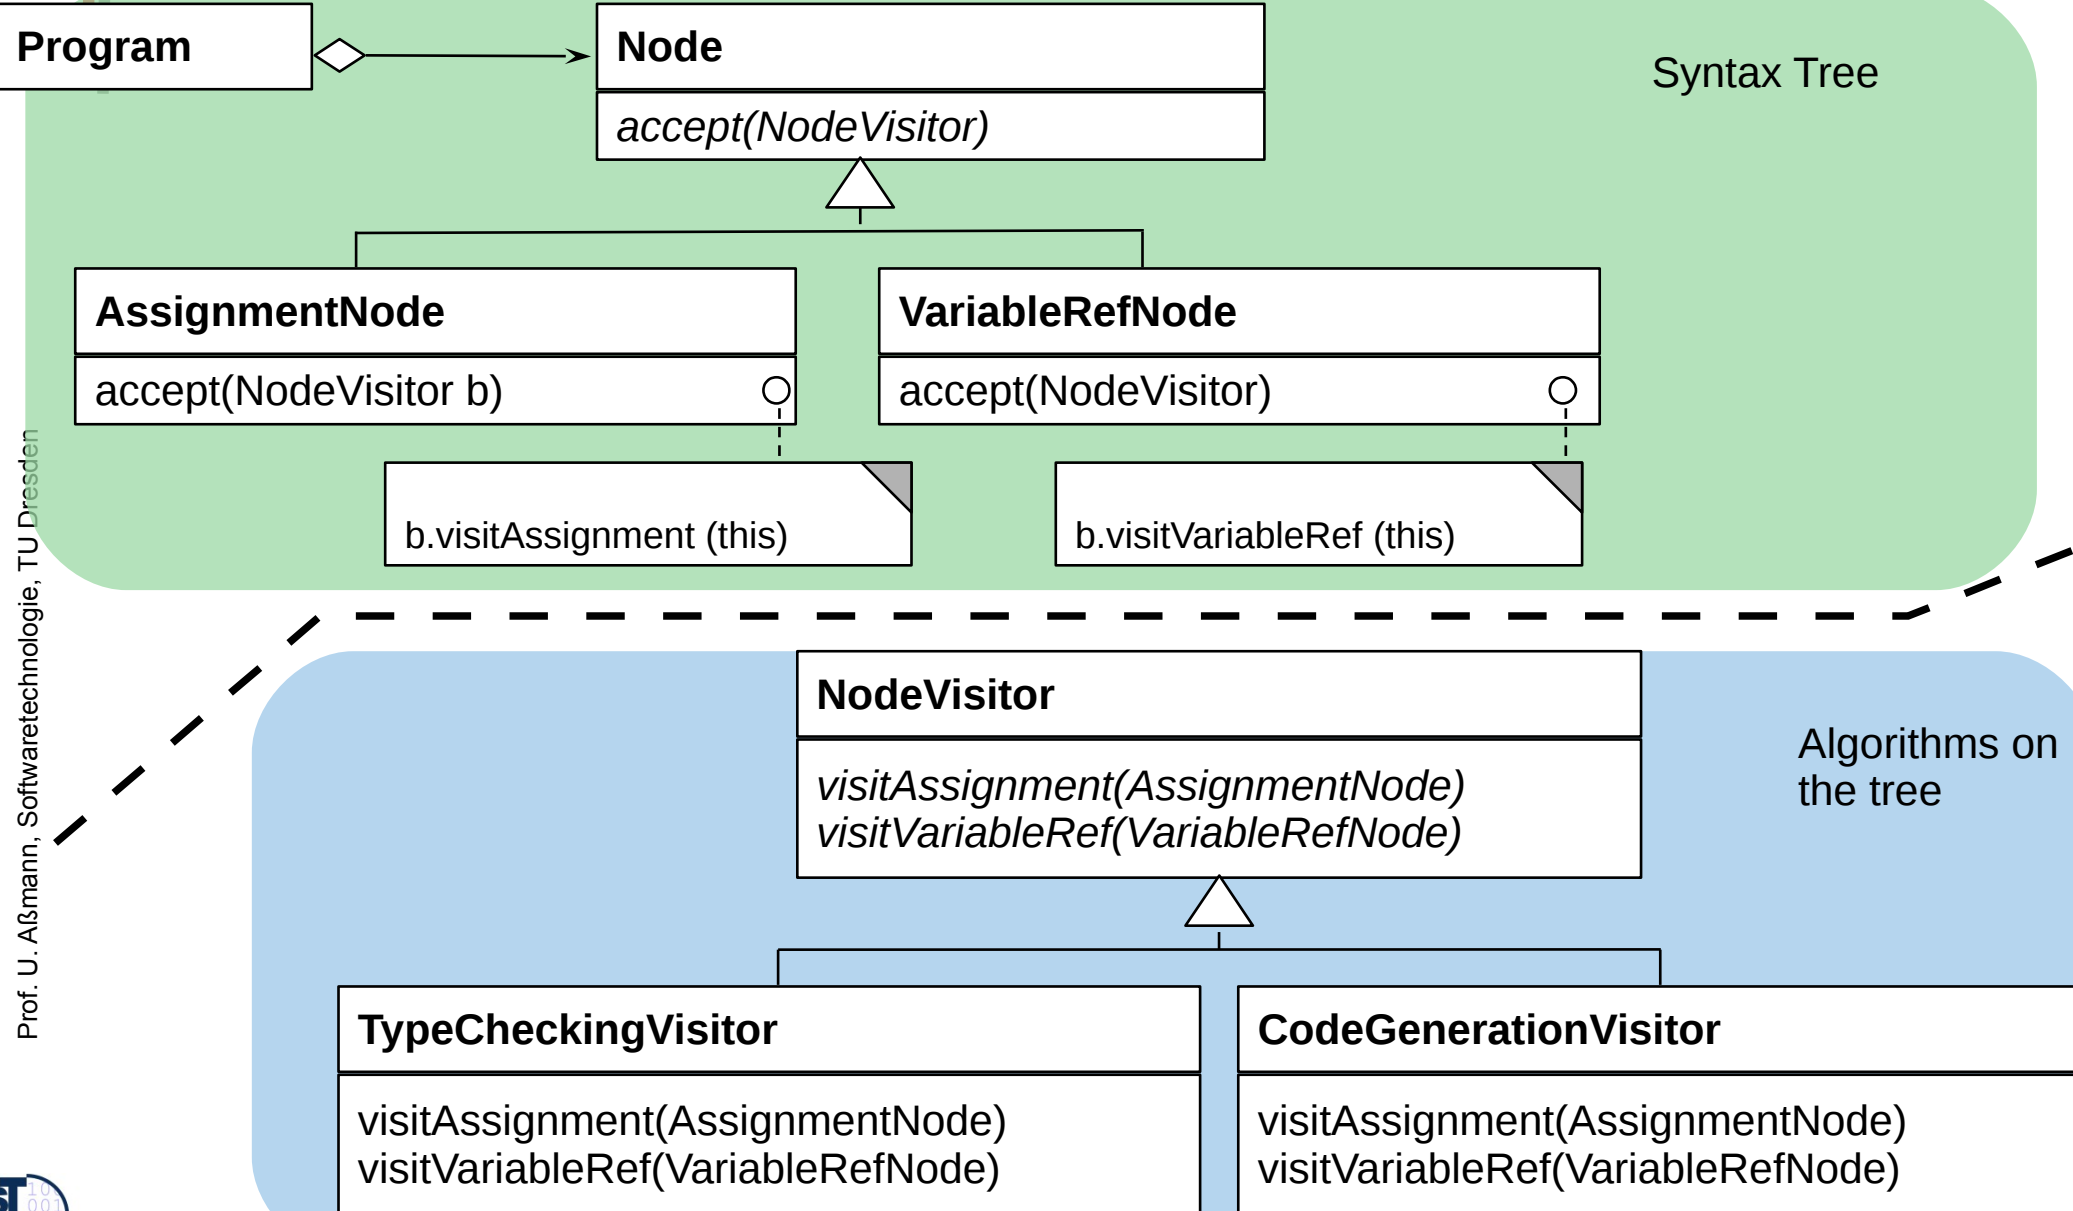 Program
Node
Syntax Tree
accept(NodeVisitor)
AssignmentNode
VariableRefNode
accept(NodeVisitor b)
accept(NodeVisitor)
b.visitAssignment (this)
b.visitVariableRef (this)
Prof. U. Aßmann, Softwaretechnologie, TU Dresden
NodeVisitor
Algorithms on
the tree
visitAssignment(AssignmentNode)
visitVariableRef(VariableRefNode)
TypeCheckingVisitor
CodeGenerationVisitor
visitAssignment(AssignmentNode)
visitVariableRef(VariableRefNode)
visitAssignment(AssignmentNode)
visitVariableRef(VariableRefNode)